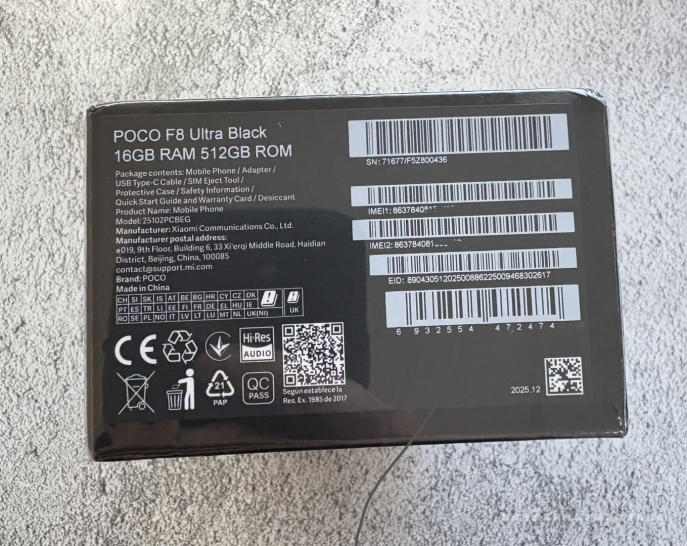 POCO F8 Ultra Black
16GB RAM 512GB ROM
Package contents: Mobile Phone / Adapter /
USB Type-C Cable / SIM Eject Tool /
Protective Case / Safety Information /
Quick Start Guide and Warranty Card / Desiccant
Product Name: Mobile Phone
Model: 25102PCBEG
Manufacturer: Xiaomi Communications Co., Ltd.
Manufacturer postal address:
#019, 9th Floor, Building 6, 33 Xi'erqi Middle Road, Haidian
District, Beijing, China, 100085
contact@support.mi.com
Brand: POCO
Made in China
CH SI SK IS AT BE BG HR CY CZ DK
PT ES TR LI EE FI FR DE EL HU IE
RO SE PL NO IT LV LT LU MT NL UK(NI)
UK
CE
Hi-Res
AUDIO
21
PAP
QC
PASS
Según establece la
Res. Ex. 1985 de 2017
SN: 71677/F5Z800436
IMEI1: 8637840
IMEI2: 86378408
EID: 89043051202500886225009468302617
6 932554 472474
2025.12